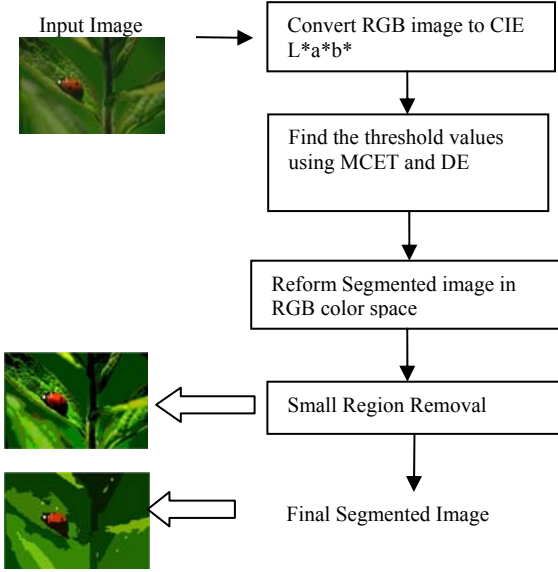 Input Image
Convert RGB image to CIE
L*a*b*
Find the threshold values
using MCET and DE
Reform Segmented image in
RGB color space
Small Region Removal
Final Segmented Image